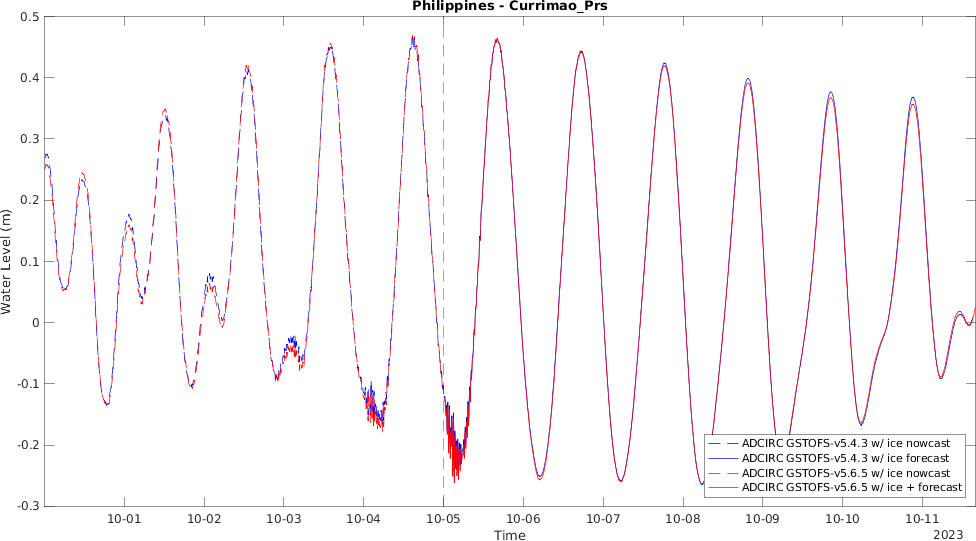 Philippines - Currimao_Prs
0.5
0.4
0.3
0.2
0.1
0
-0.1
-0.2
-0.3
Water Level (m)
ADCIRC GSTOFS-v5.4.3 w/ ice nowcast
ADCIRC GSTOFS-v5.4.3 w/ ice forecast
ADCIRC GSTOFS-v5.6.5 w/ ice nowcast
ADCIRC GSTOFS-v5.6.5 w/ ice + forecast
10-01 10-02 10-03 10-04 10-05 10-06 10-07 10-08 10-09 10-10 10-11
Time
2023